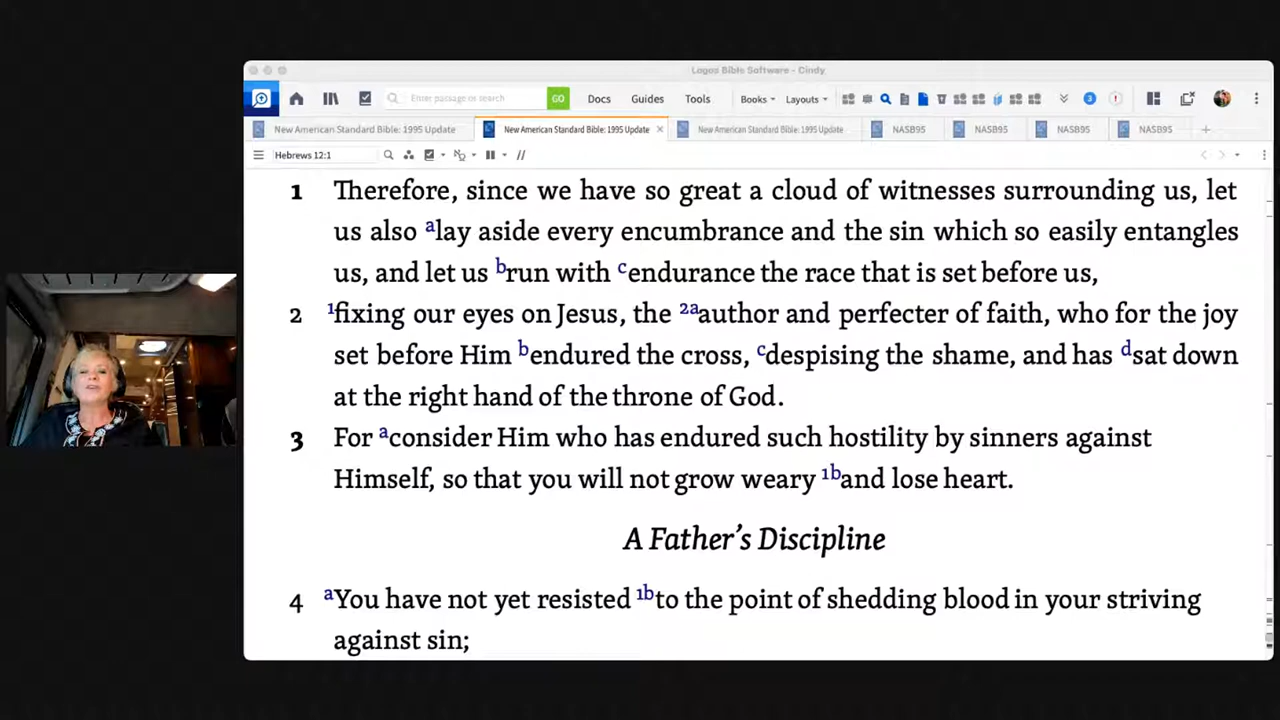 Logos Bible Software - Cindy
Enter passage or search GO Docs Guides Tools Books Layouts 3
New American Standard Bible: 1995 Update New American Standard Bible: 1995 Update New American Standard Bible: 1995 Update NASB95 NASB95 NASB95 NASB95
Hebrews 12:1
1 Therefore, since we have so great a cloud of witnesses surrounding us, let
us also alay aside every encumbrance and the sin which so easily entangles
us, and let us brun with cendurance the race that is set before us,
2 1fixing our eyes on Jesus, the 2aauthor and perfecter of faith, who for the joy
set before Him bendured the cross, cdespising the shame, and has dsat down
at the right hand of the throne of God.
3 For aconsider Him who has endured such hostility by sinners against
Himself, so that you will not grow weary 1band lose heart.
A Father’s Discipline
4 aYou have not yet resisted 1bto the point of shedding blood in your striving
against sin;